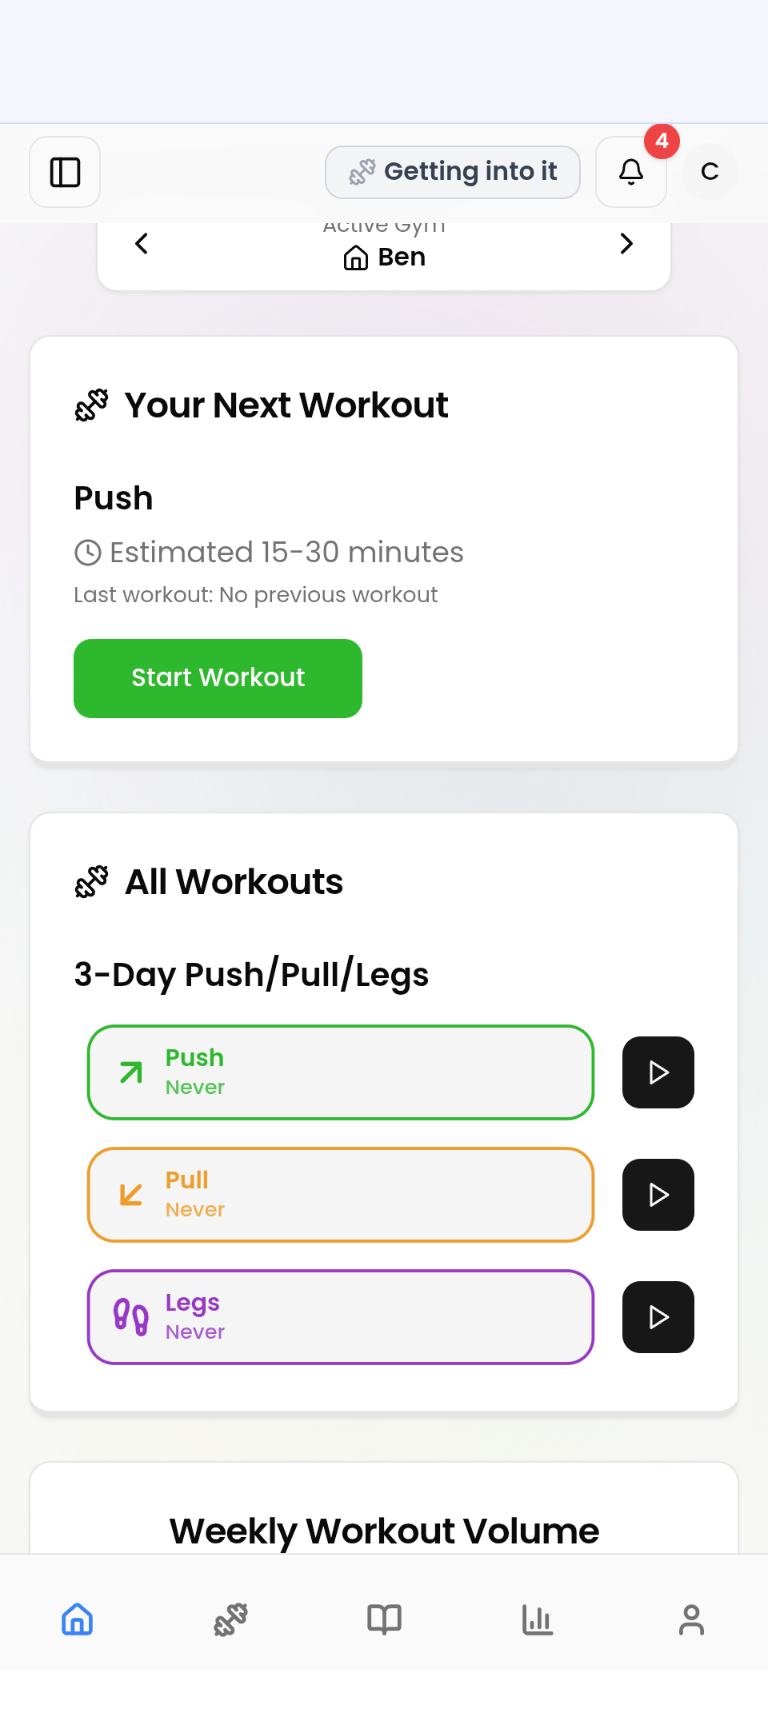 Getting into it
4
C
Active Gym
Ben
Your Next Workout
Push
Estimated 15-30 minutes
Last workout: No previous workout
Start Workout
All Workouts
3-Day Push/Pull/Legs
Push
Never
Pull
Never
Legs
Never
Weekly Workout Volume